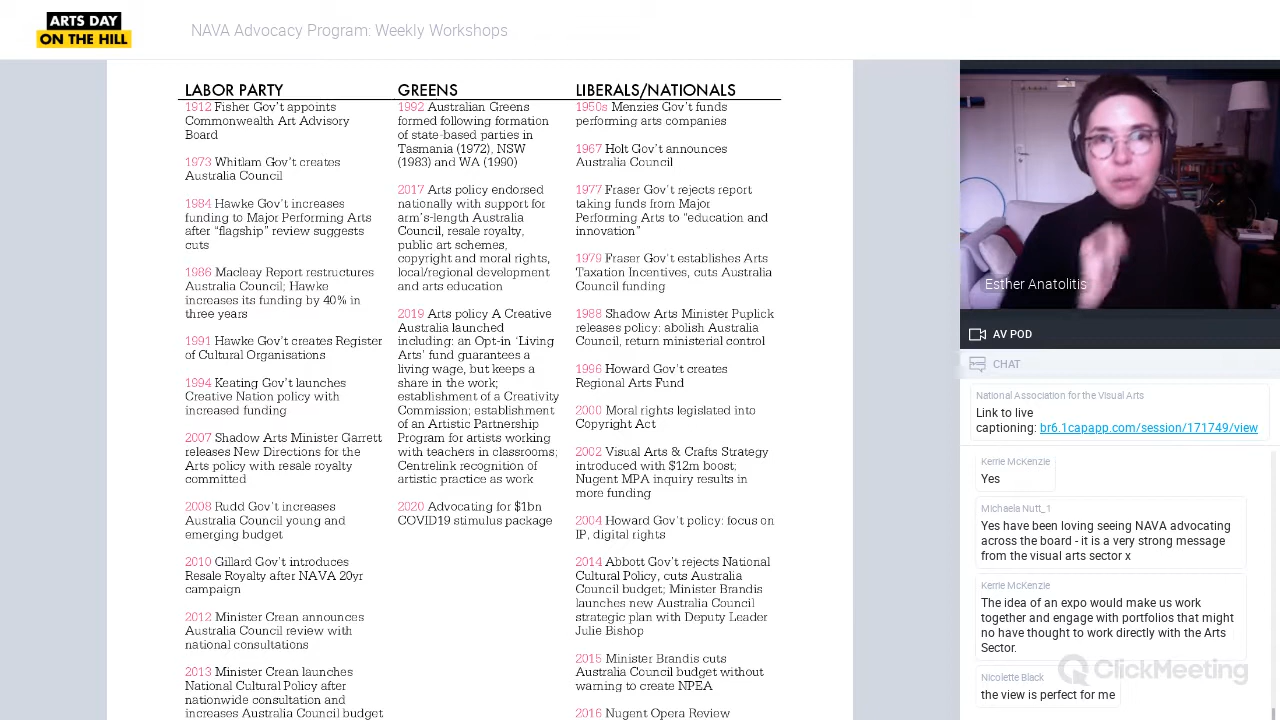 ARTS DAY
ON THE HILL
NAVA Advocacy Program: Weekly Workshops
LABOR PARTY
1912 Fisher Gov't appoints
Commonwealth Art Advisory
Board
1973 Whitlam Gov't creates
Australia Council
1984 Hawke Gov't increases
funding to Major Performing Arts
after "flagship" review suggests
cuts
1986 Macleay Report restructures
Australia Council; Hawke
increases its funding by 40% in
three years
1991 Hawke Gov't creates Register
of Cultural Organisations
1994 Keating Gov't launches
Creative Nation policy with
increased funding
2007 Shadow Arts Minister Garrett
releases New Directions for the
Arts policy with resale royalty
committed
2008 Rudd Gov't increases
Australia Council young and
emerging budget
2010 Gillard Gov't introduces
Resale Royalty after NAVA 20yr
campaign
2012 Minister Crean announces
Australia Council review with
national consultations
2013 Minister Crean launches
National Cultural Policy after
nationwide consultation and
increases Australia Council budget
GREENS
1992 Australian Greens
formed following formation
of state-based parties in
Tasmania (1972), NSW
(1983) and WA (1990)
2017 Arts policy endorsed
nationally with support for
arm's-length Australia
Council, resale royalty,
public art schemes,
copyright and moral rights,
local/regional development
and arts education
2019 Arts policy A Creative
Australia launched
including: an Opt-in 'Living
Arts' fund guarantees a
living wage, but keeps a
share in the work;
establishment of a Creativity
Commission; establishment
of an Artistic Partnership
Program for artists working
with teachers in classrooms;
Centrelink recognition of
artistic practice as work
2020 Advocating for $1bn
COVID19 stimulus package
LIBERALS/NATIONALS
1950s Menzies Gov't funds
performing arts companies
1967 Holt Gov't announces
Australia Council
1977 Fraser Gov't rejects report
taking funds from Major
Performing Arts to "education and
innovation"
1979 Fraser Gov't establishes Arts
Taxation Incentives, cuts Australia
Council funding
1988 Shadow Arts Minister Puplick
releases policy: abolish Australia
Council, return ministerial control
1996 Howard Gov't creates
Regional Arts Fund
2000 Moral rights legislated into
Copyright Act
2002 Visual Arts & Crafts Strategy
introduced with $12m boost;
Nugent MPA inquiry results in
more funding
2004 Howard Gov't policy: focus on
IP, digital rights
2014 Abbott Gov't rejects National
Cultural Policy, cuts Australia
Council budget; Minister Brandis
launches new Australia Council
strategic plan with Deputy Leader
Julie Bishop
2015 Minister Brandis cuts
Australia Council budget without
warning to create NPEA
2016 Nugent Opera Review
Esther Anatolitis
AV POD
CHAT
National Association for the Visual Arts
Link to live
captioning: br6.1capapp.com/session/171749/view
Kerrie McKenzie
Yes
Michaela Nutt_1
Yes have been loving seeing NAVA advocating
across the board - it is a very strong message
from the visual arts sector x
Kerrie McKenzie
The idea of an expo would make us work
together and engage with portfolios that might
no have thought to work directly with the Arts
Sector.
ClickMeeting
Nicolette Black
the view is perfect for me